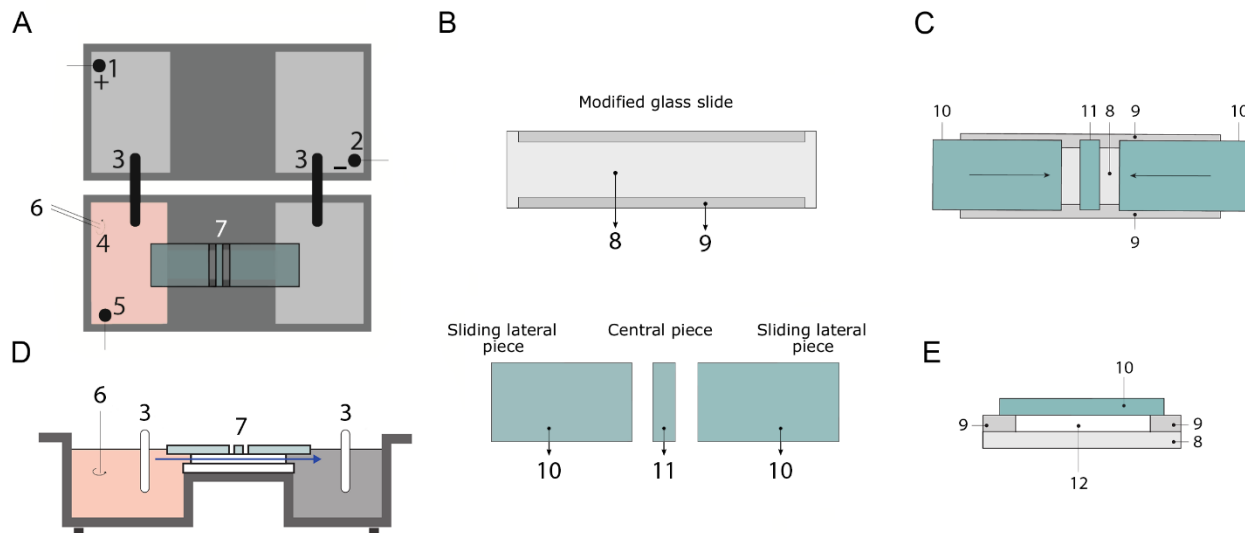 A
1
+
2
−
3
3
6
4
7
5
B
Modified glass slide
8
9
Sliding lateral
piece
Central piece
Sliding lateral
piece
10
11
10
C
10
11
8
9
10
9
D
6
3
7
3
E
10
9
9
8
12